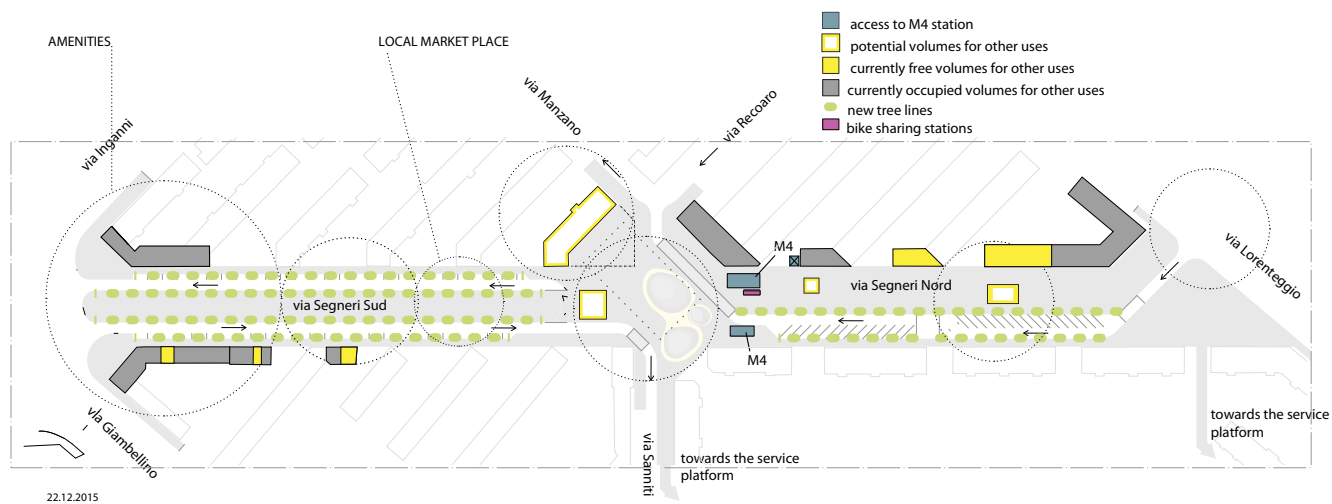 access to M4 station
potential volumes for other uses
currently free volumes for other uses
currently occupied volumes for other uses
new tree lines
bike sharing stations
AMENITIES
LOCAL MARKET PLACE
via Inganni
via Manzano
via Recoaro
M4
via Segneri Sud
via Segneri Nord
via Lorenteggio
M4
via Giambellino
via Sanniti
towards the service
platform
towards the service
platform
22.12.2015